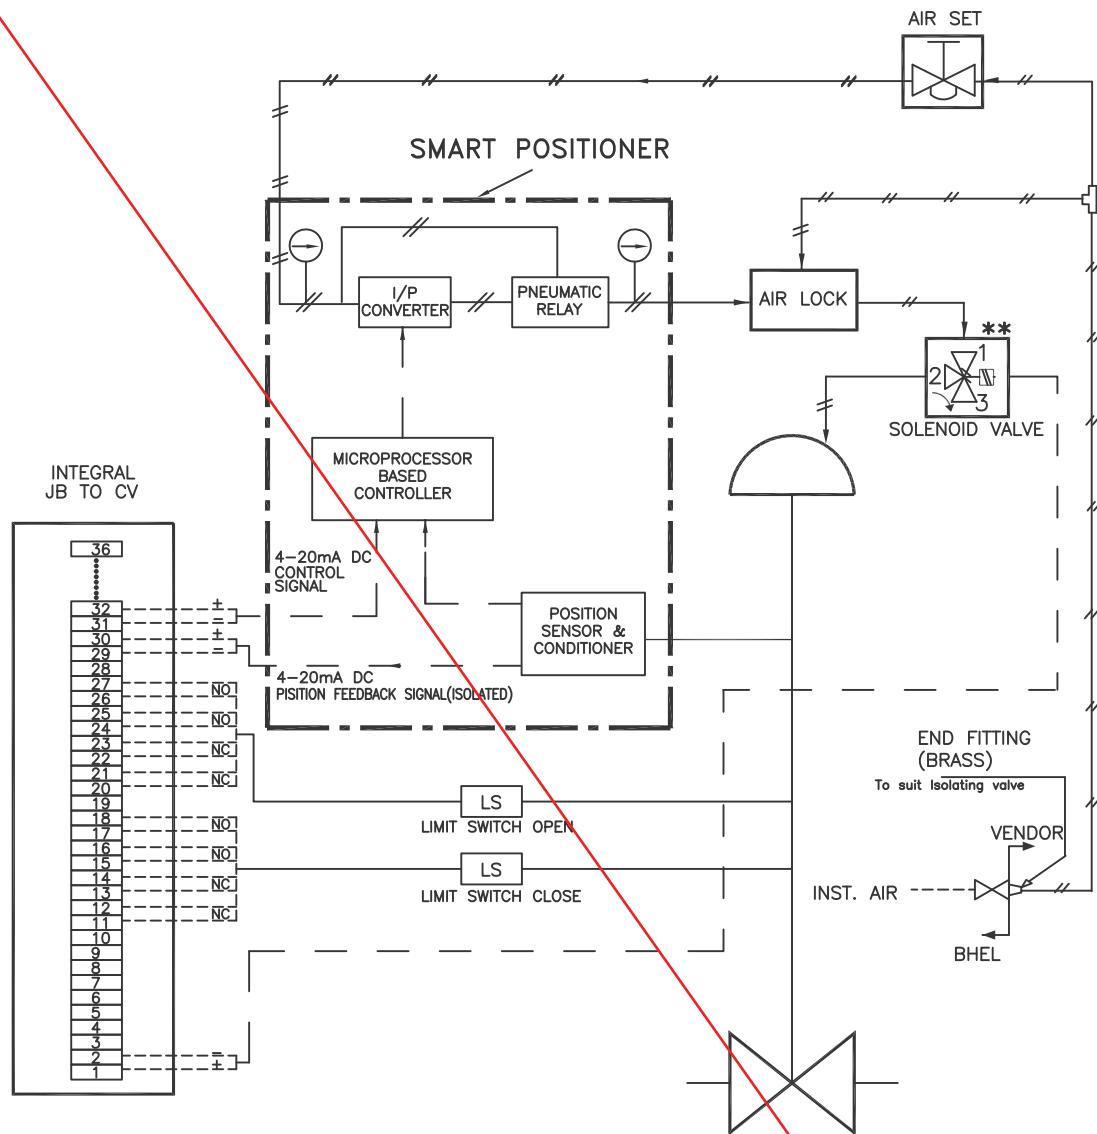 AIR SET
SMART POSITIONER
I/P
CONVERTER
PNEUMATIC
RELAY
AIR LOCK
**
1
2
3
SOLENOID VALVE
MICROPROCESSOR
BASED
CONTROLLER
INTEGRAL
JB TO CV
4-20mA DC
CONTROL
SIGNAL
POSITION
SENSOR &
CONDITIONER
4-20mA DC
PISITION FEEDBACK SIGNAL(ISOLATED)
36
32
31
30
29
28
27
26
25
24
23
22
21
20
19
18
17
16
15
14
13
12
11
10
9
8
7
6
5
4
3
2
1
+
-
+
-
NO
NO
NC
NC
NO
NO
NC
NC
-
+
LS
LIMIT SWITCH OPEN
LS
LIMIT SWITCH CLOSE
END FITTING
(BRASS)
To suit Isolating valve
VENDOR
INST. AIR
BHEL